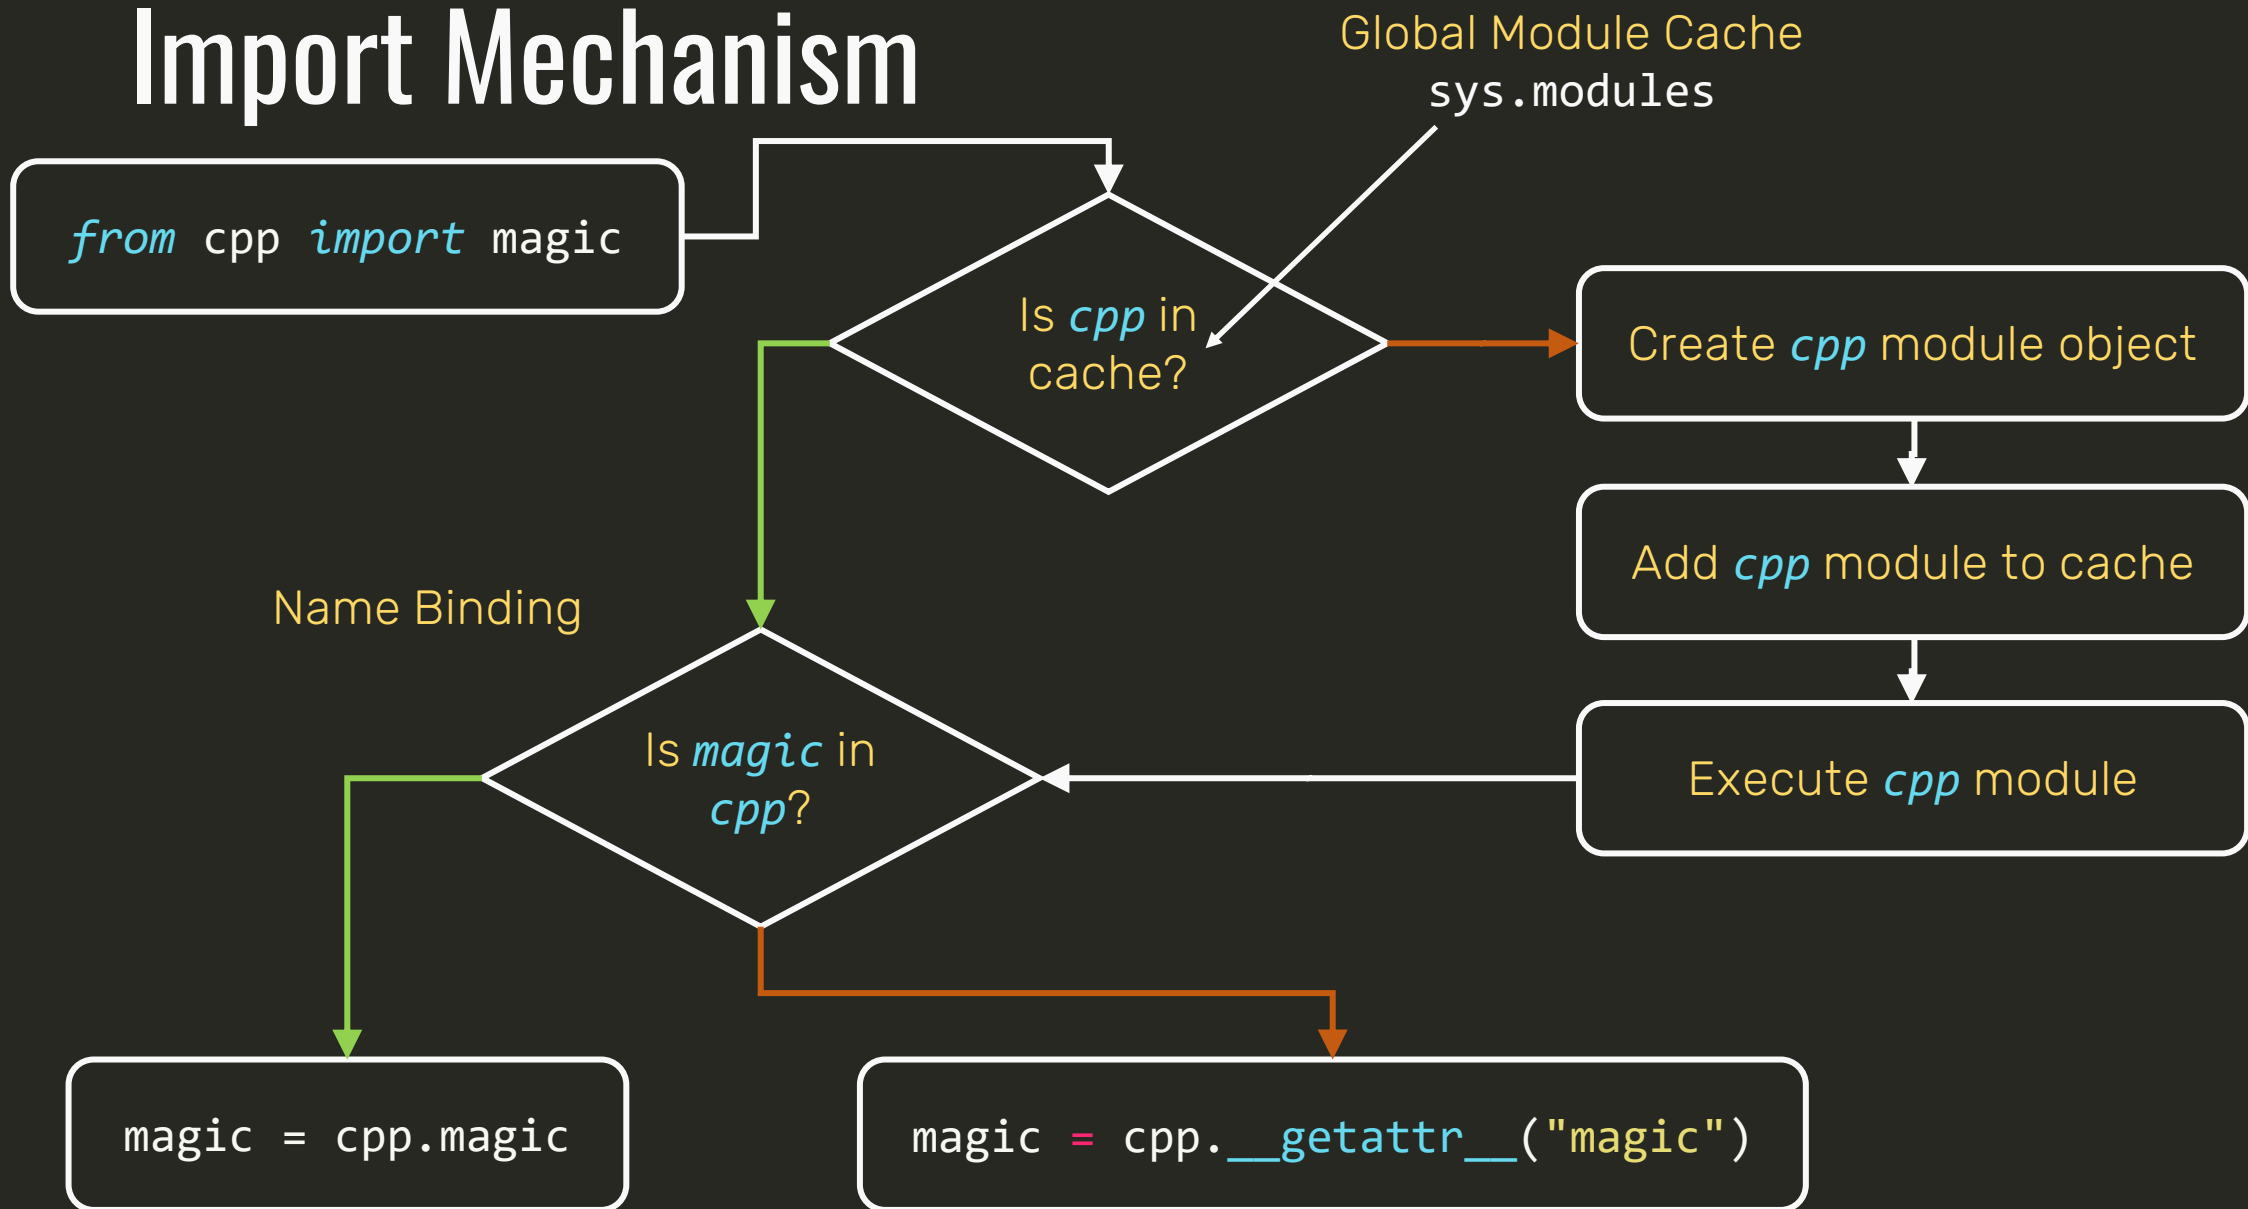 Import Mechanism
Global Module Cache
sys.modules
from cpp import magic
Is cpp in
cache?
Create cpp module object
Add cpp module to cache
Name Binding
Is magic in
cpp?
Execute cpp module
magic = cpp.magic
magic = cpp.__getattr__("magic")